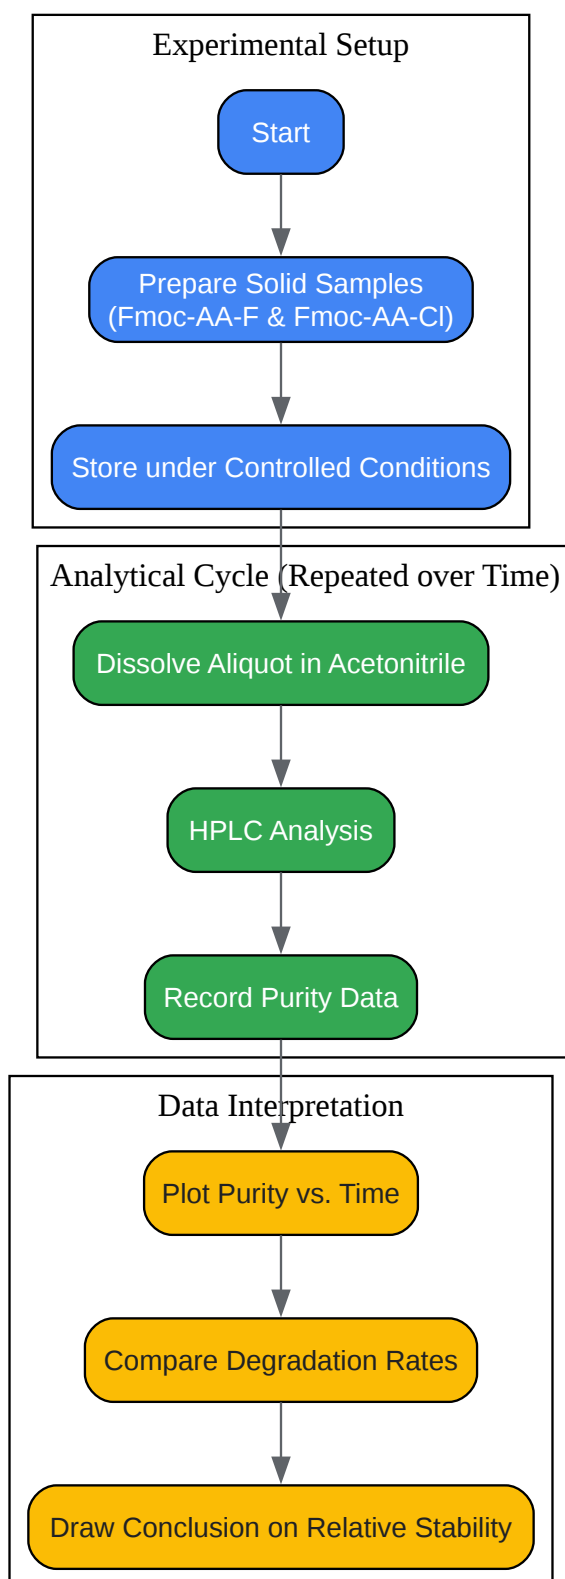 Experimental Setup
Start
Prepare Solid Samples
(Fmoc-AA-F & Fmoc-AA-Cl)
Store under Controlled Conditions
Analytical Cycle (Repeated over Time)
Dissolve Aliquot in Acetonitrile
HPLC Analysis
Record Purity Data
Data Interpretation
Plot Purity vs. Time
Compare Degradation Rates
Draw Conclusion on Relative Stability